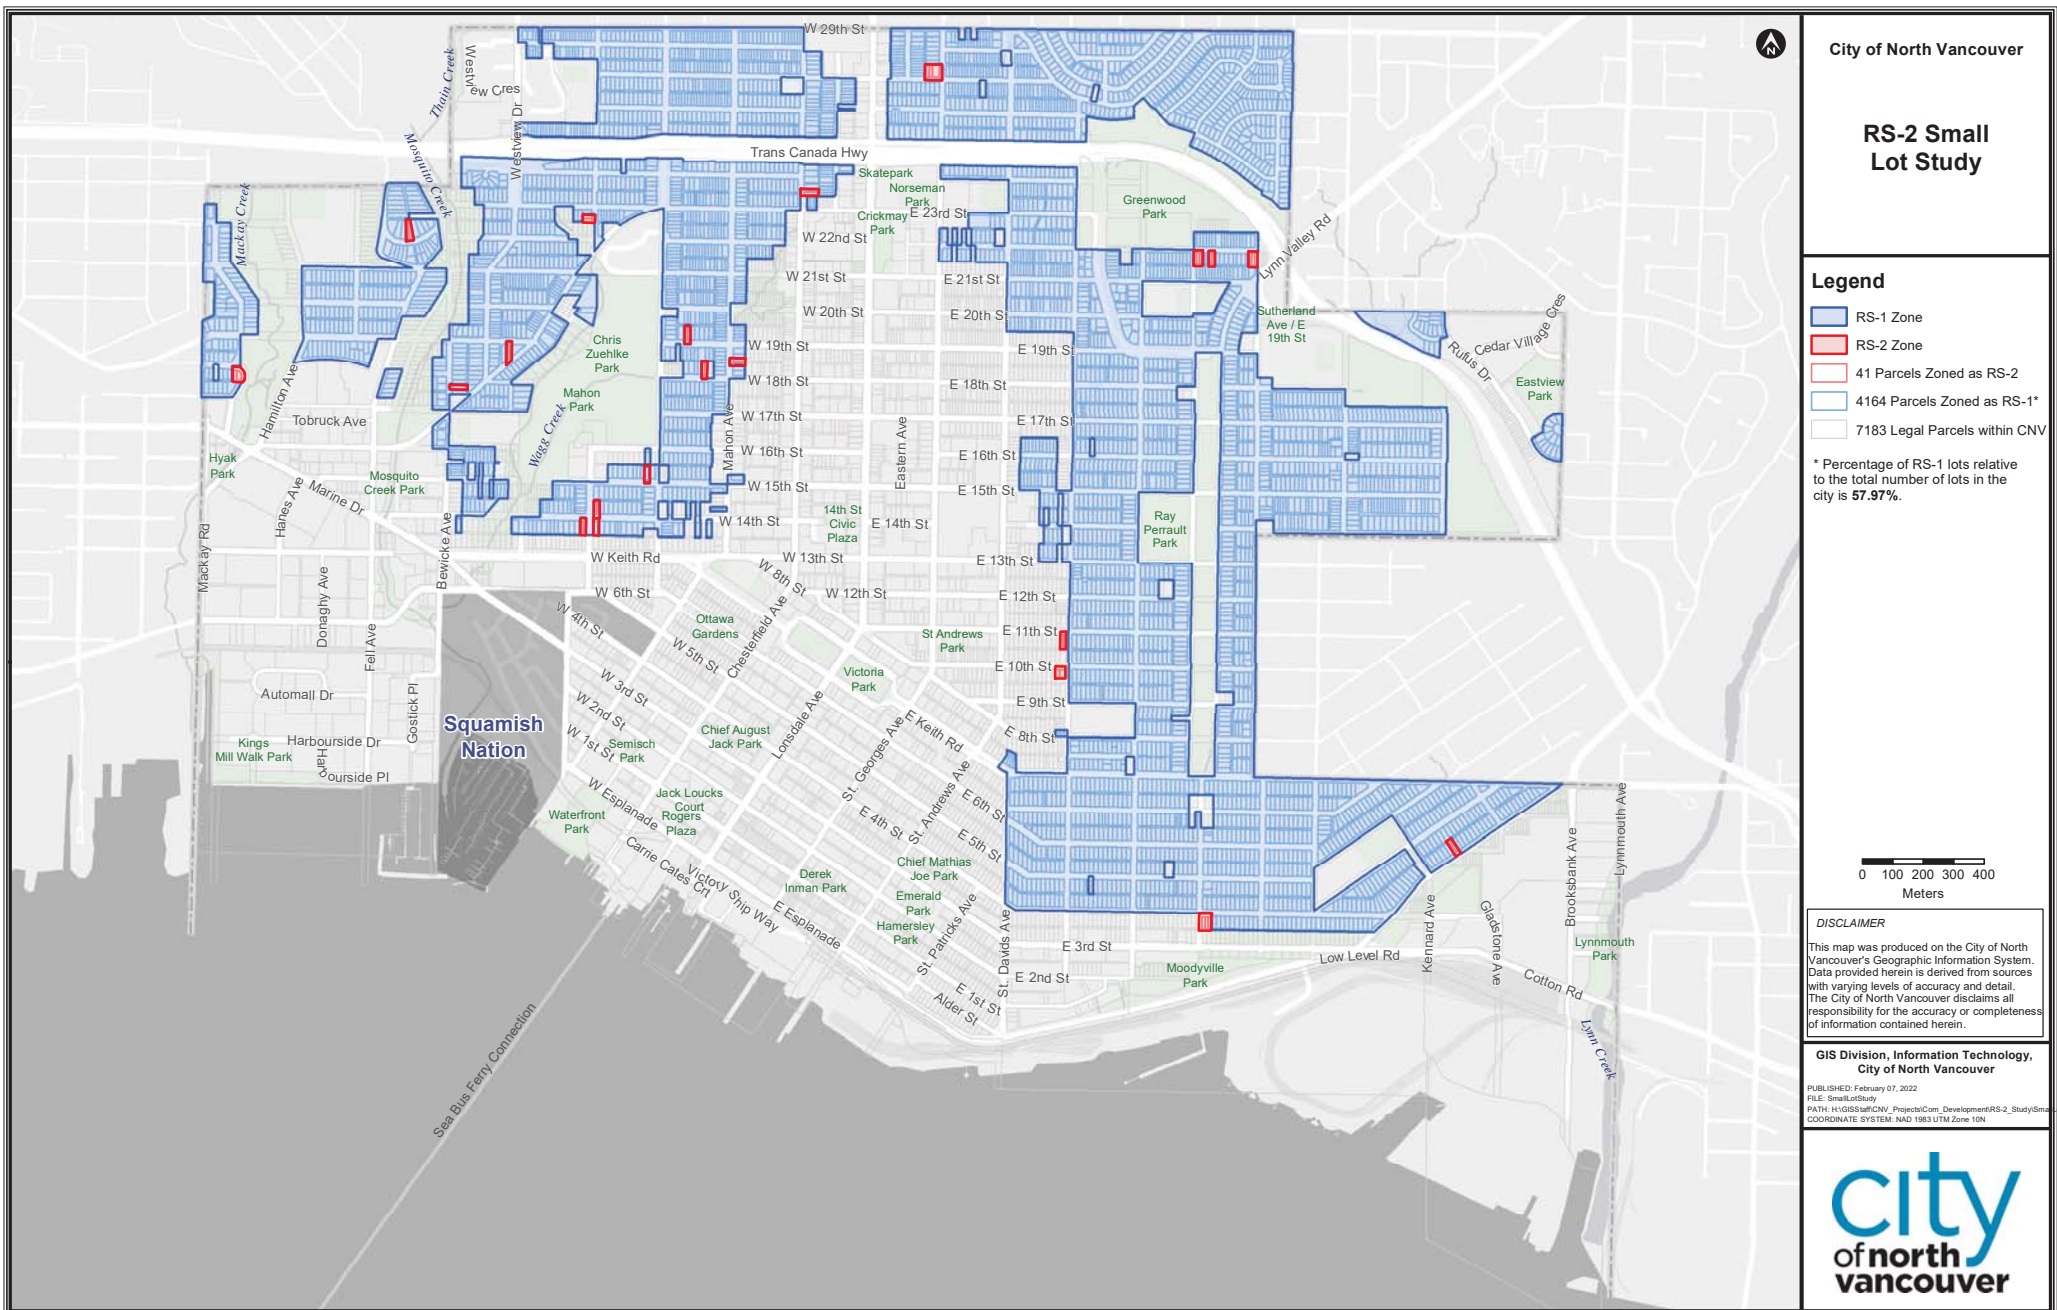 City of North Vancouver
RS-2 Small
Lot Study
Legend
RS-1 Zone
RS-2 Zone
41 Parcels Zoned as RS-2
4164 Parcels Zoned as RS-1*
7183 Legal Parcels within CNV
* Percentage of RS-1 lots relative
to the total number of lots in the
city is 57.97%.
0 100 200 300 400
Meters
DISCLAIMER
This map was produced on the City of North
Vancouver's Geographic Information System.
Data provided herein is derived from sources
with varying levels of accuracy and detail.
The City of North Vancouver disclaims all
responsibility for the accuracy or completeness
of information contained herein.
GIS Division, Information Technology,
City of North Vancouver
PUBLISHED: February 07, 2022
FILE: SmallLotStudy
PATH: H:\GISStaff\CNV_Projects\Com_Development\RS-2_Study\Sma
COORDINATE SYSTEM: NAD 1983 UTM Zone 10N
city
of north
vancouver
N
W 29th St
Westview Cres
Thain Creek
Westview Dr
Mosquito Creek
Mackay Creek
Trans Canada Hwy
Skatepark
Norseman
Park
Crickmay
Park
E 23rd St
W 22nd St
Greenwood
Park
Lynn Valley Rd
W 21st St
E 21st St
W 20th St
E 20th St
Sutherland
Ave / E
19th St
W 19th St
E 19th St
Chris
Zuehlke
Park
Rufus Dr
Cedar Village Cres
Eastview
Park
W 18th St
E 18th St
Mahon
Park
Hamilton Ave
Tobruck Ave
W 17th St
E 17th St
Mahon Ave
Eastern Ave
Wagg Creek
W 16th St
E 16th St
Hyak
Park
Mosquito
Creek Park
W 15th St
E 15th St
Marine Dr
Hanes Ave
W 14th St
14th St
Civic
Plaza
E 14th St
Ray
Perrault
Park
Mackay Rd
Bewicke Ave
W Keith Rd
W 13th St
E 13th St
W 8th St
W 6th St
W 12th St
E 12th St
Donaghy Ave
Fell Ave
W 4th St
Ottawa
Gardens
Chesterfield Ave
St Andrews
Park
E 11th St
W 5th St
E 10th St
Victoria
Park
Automall Dr
W 3rd St
Gostick Pl
W 2nd St
E 9th St
Squamish
Nation
Lonsdale Ave
E Keith Rd
E 8th St
Chief August
Jack Park
Kings
Mill Walk Park
Harbourside Dr
Harbourside Pl
W 1st St
Semisch
Park
St. Georges Ave
St. Andrews Ave
W Esplanade
Jack Loucks
Court
Rogers
Plaza
E 6th St
Waterfront
Park
E 4th St
E 5th St
Carrie Cates Crt
Chief Mathias
Joe Park
Victory Ship Way
Derek
Inman Park
Emerald
Park
Hamersley
Park
E Esplanade
St. Patricks Ave
St. Davids Ave
E 3rd St
E 2nd St
E 1st St
Alder St
Moodyville
Park
Low Level Rd
Kennard Ave
Gladstone Ave
Brooksbank Ave
Lynnmouth Ave
Lynnmouth
Park
Cotton Rd
Lynn Creek
Sea Bus Ferry Connection